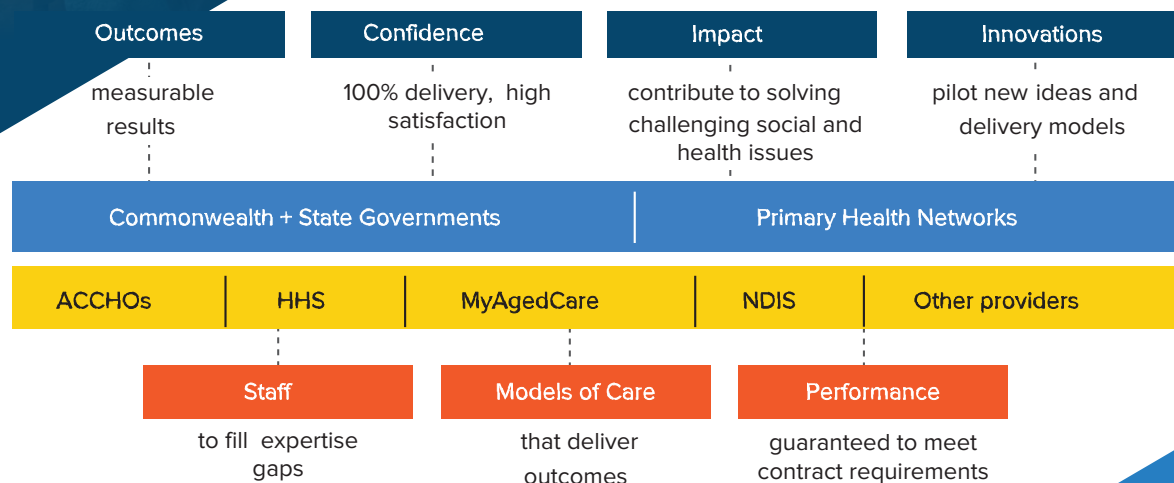 Outcomes
Confidence
Impact
Innovations
measurable
results
100% delivery, high
satisfaction
contribute to solving
challenging social and
health issues
pilot new ideas and
delivery models
Commonwealth + State Governments
Primary Health Networks
ACCHOs
HHS
MyAgedCare
NDIS
Other providers
Staff
Models of Care
Performance
to fill expertise
gaps
that deliver
outcomes
guaranteed to meet
contract requirements